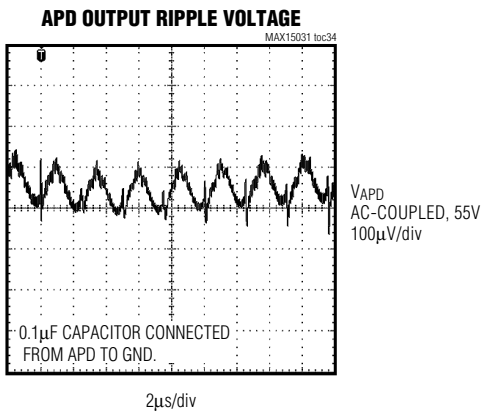 APD OUTPUT RIPPLE VOLTAGE
MAX15031 toc34
T
VAPD
AC-COUPLED, 55V
100μV/div
0.1μF CAPACITOR CONNECTED
FROM APD TO GND.
2μs/div